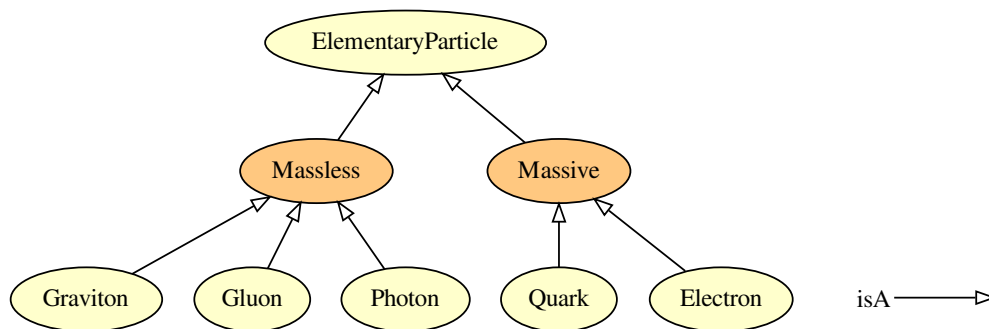 ElementaryParticle
Massless
Massive
Graviton
Gluon
Photon
Quark
Electron
isA